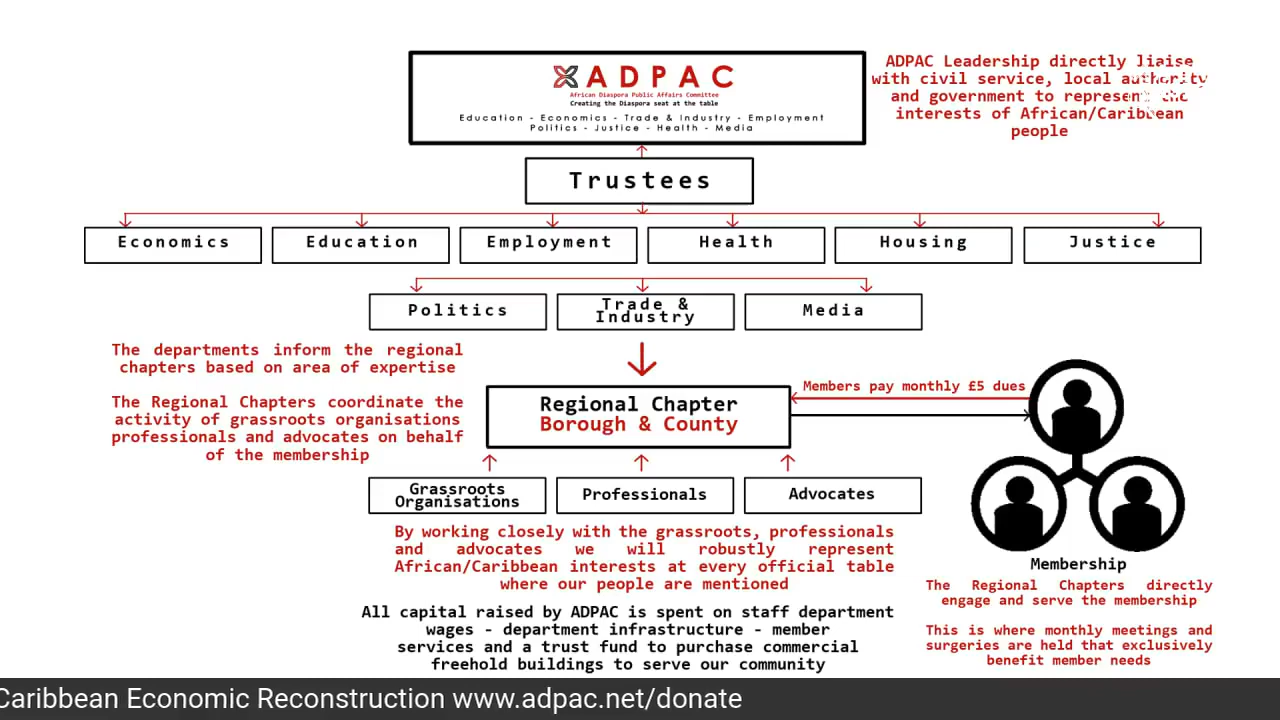 ADPAC
African Diaspora Public Affairs Committee
Creating the Diaspora seat at the table
Education - Economics - Trade & Industry - Employment
Politics - Justice - Health - Media
ADPAC Leadership directly liaise
with civil service, local authority
and government to represent the
interests of African/Caribbean
people
Trustees
Economics
Education
Employment
Health
Housing
Justice
Politics
Trade &
Industry
Media
The departments inform the regional
chapters based on area of expertise
The Regional Chapters coordinate the
activity of grassroots organisations
professionals and advocates on behalf
of the membership
Regional Chapter
Borough & County
Members pay monthly £5 dues
Grassroots
Organisations
Professionals
Advocates
By working closely with the grassroots, professionals
and advocates we will robustly represent
African/Caribbean interests at every official table
where our people are mentioned
All capital raised by ADPAC is spent on staff department
wages - department infrastructure - member
services and a trust fund to purchase commercial
freehold buildings to serve our community
Membership
The Regional Chapters directly
engage and serve the membership
This is where monthly meetings and
surgeries are held that exclusively
benefit member needs
Caribbean Economic Reconstruction www.adpac.net/donate